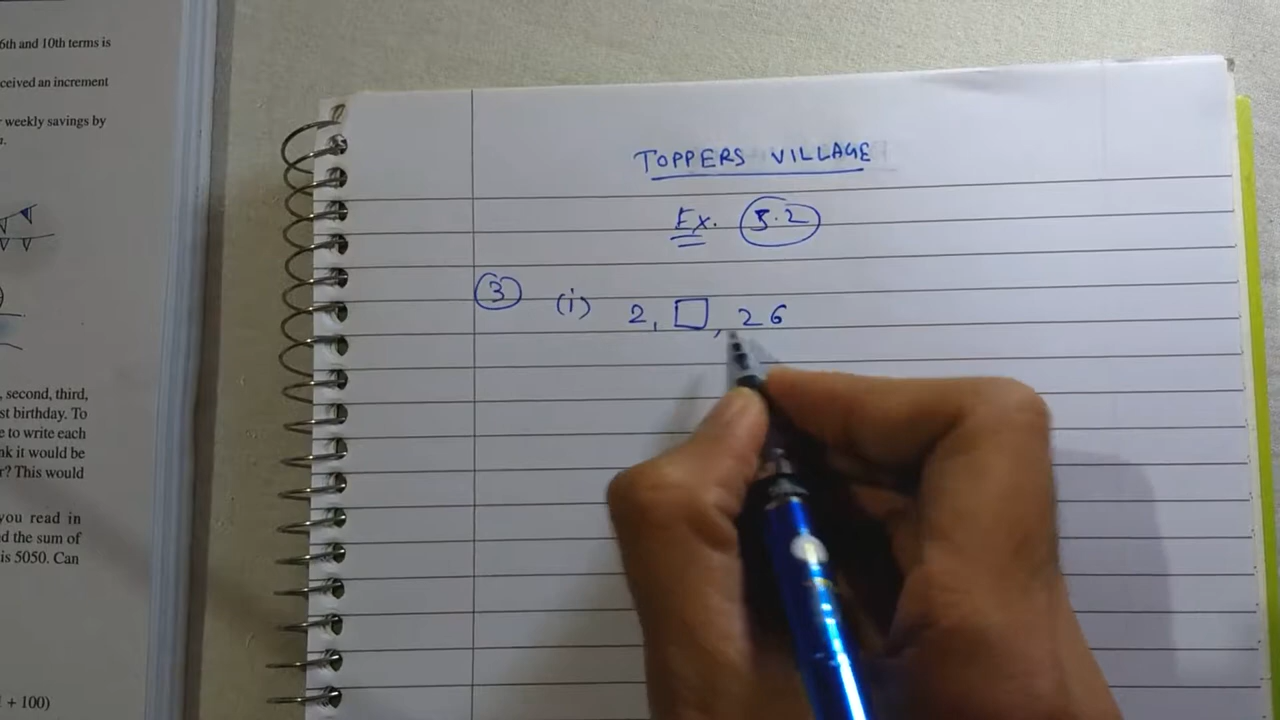 6th and 10th terms is
ceived an increment
weekly savings by
TOPPERS VILLAGE
Ex. 5.2
3 (i) 2, □, 26
, second, third,
st birthday. To
e to write each
nk it would be
r? This would
you read in
d the sum of
is 5050. Can
+ 100)